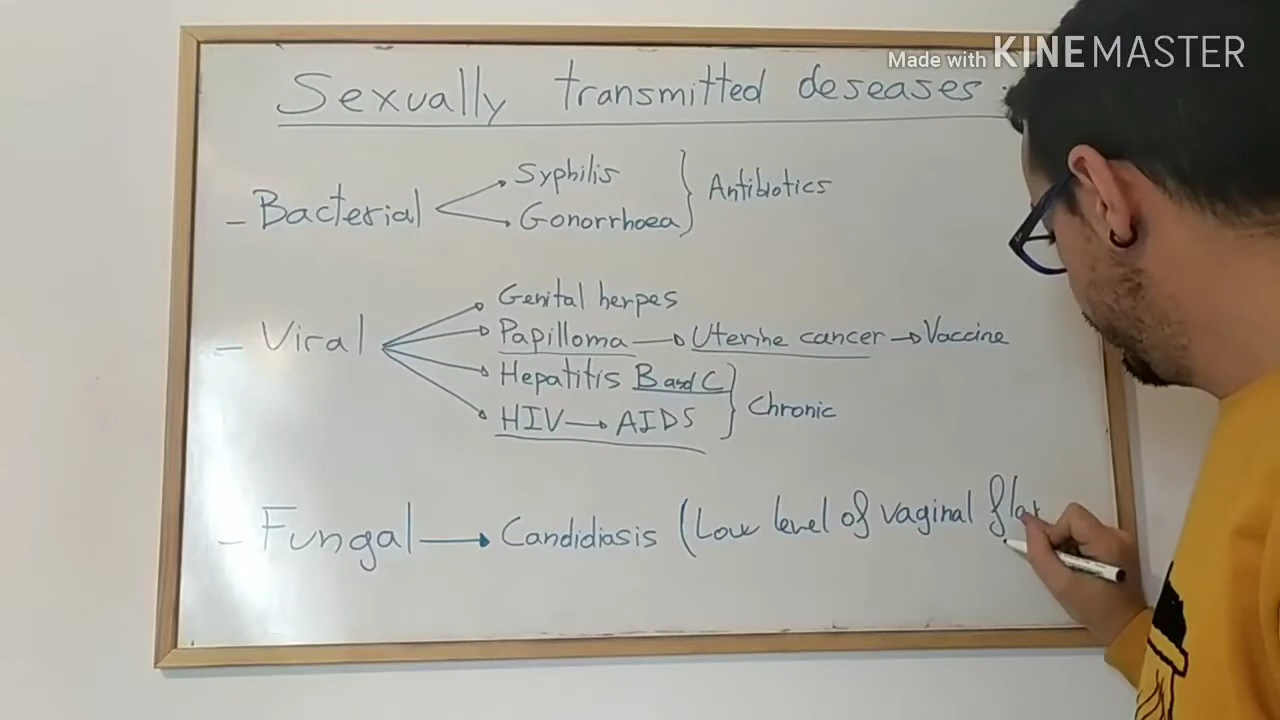 Made with KINEMASTER
Sexually transmitted deseases.
- Bacterial
Syphilis
Gonorrhoea
Antibiotics
- Viral
Genital herpes
Papilloma → Uterine cancer → Vaccine
Hepatitis B and C
HIV → AIDS
Chronic
- Fungal → Candidiasis (Low level of vaginal